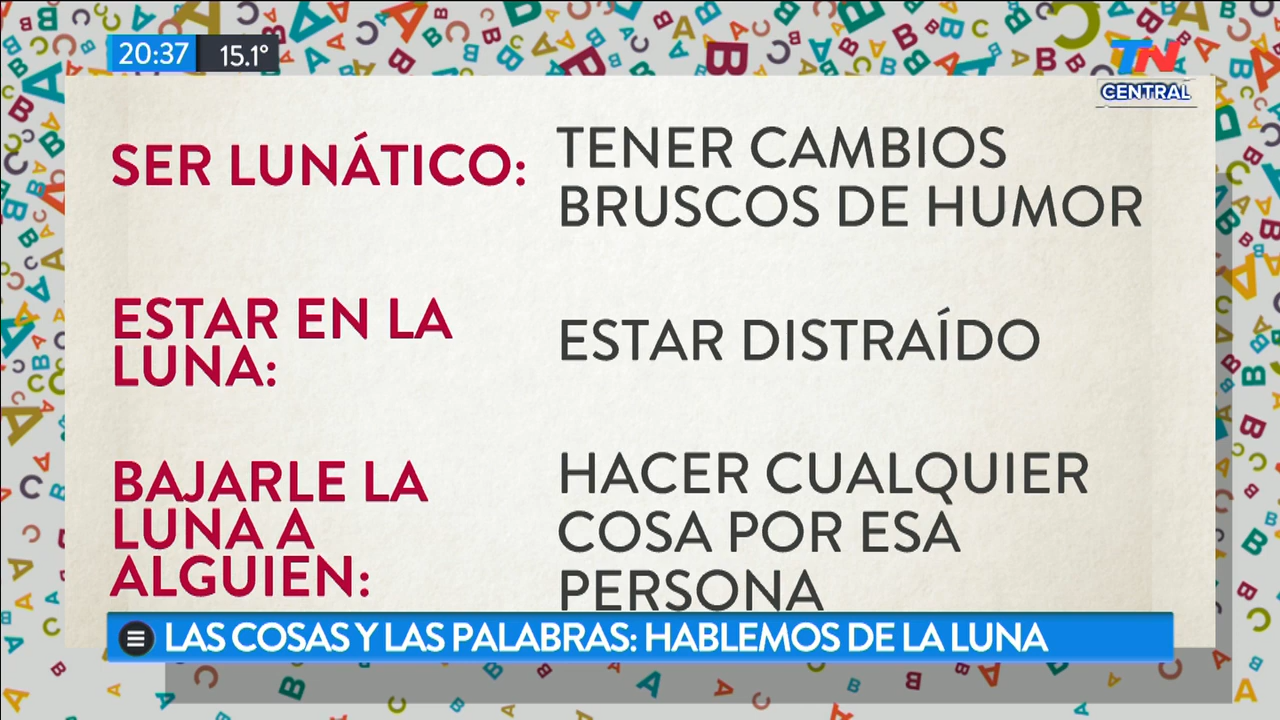 20:37 15.1°
TN
CENTRAL
SER LUNÁTICO:
TENER CAMBIOS
BRUSCOS DE HUMOR
ESTAR EN LA
LUNA:
ESTAR DISTRAÍDO
BAJARLE LA
LUNA A
ALGUIEN:
HACER CUALQUIER
COSA POR ESA
PERSONA
LAS COSAS Y LAS PALABRAS: HABLEMOS DE LA LUNA